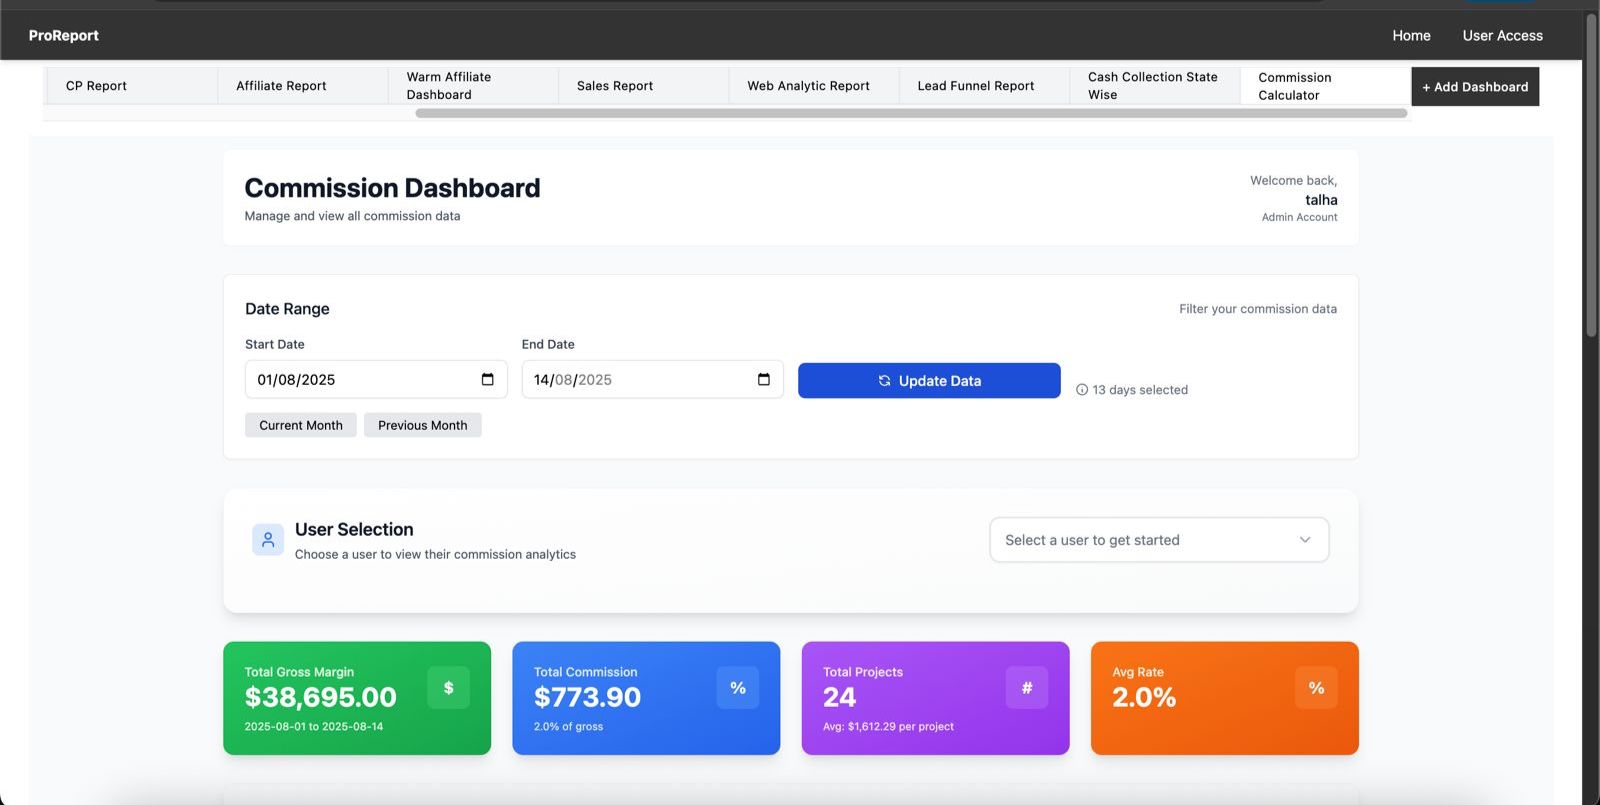 ProReport
Home
User Access
CP Report
Affiliate Report
Warm Affiliate
Dashboard
Sales Report
Web Analytic Report
Lead Funnel Report
Cash Collection State
Wise
Commission
Calculator
+ Add Dashboard
Commission Dashboard
Manage and view all commission data
Welcome back,
talha
Admin Account
Date Range
Filter your commission data
Start Date
End Date
01/08/2025
14/08/2025
Update Data
13 days selected
Current Month
Previous Month
User Selection
Choose a user to view their commission analytics
Select a user to get started
Total Gross Margin
$38,695.00
2025-08-01 to 2025-08-14
$
Total Commission
$773.90
2.0% of gross
%
Total Projects
24
Avg: $1,612.29 per project
#
Avg Rate
2.0%
%